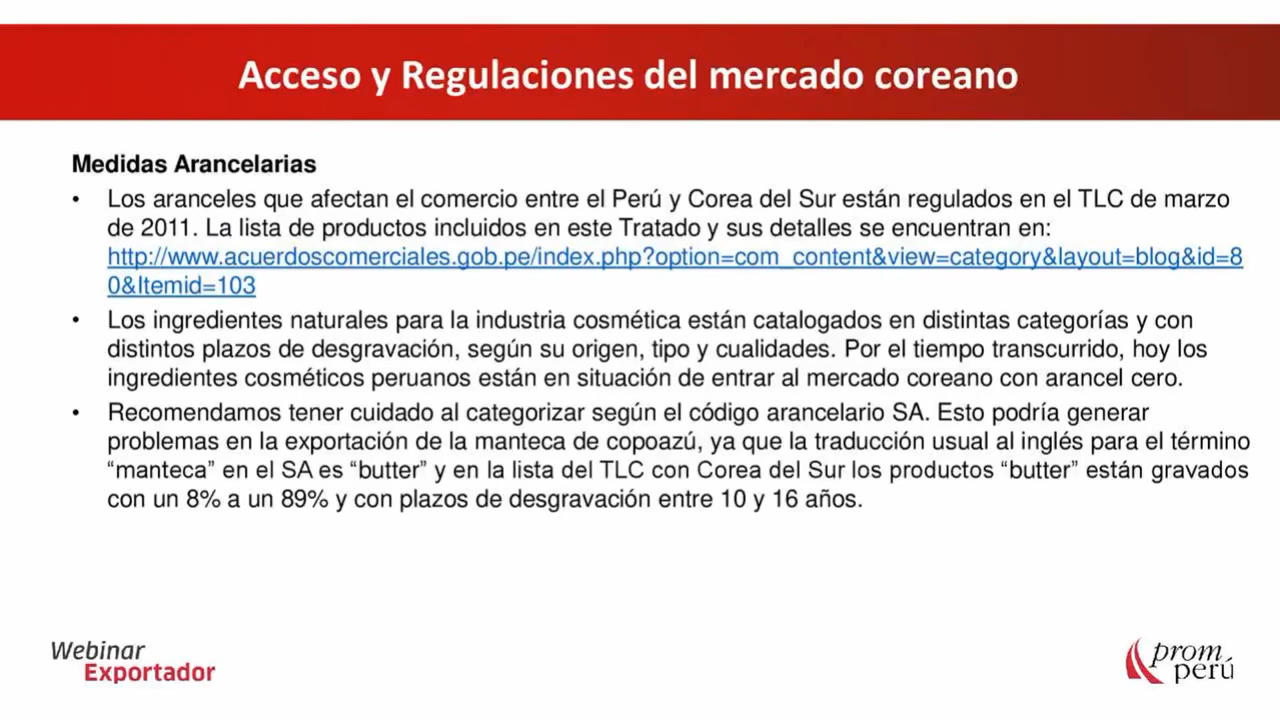 Acceso y Regulaciones del mercado coreano
Medidas Arancelarias
• Los aranceles que afectan el comercio entre el Perú y Corea del Sur están regulados en el TLC de marzo
de 2011. La lista de productos incluidos en este Tratado y sus detalles se encuentran en:
http://www.acuerdoscomerciales.gob.pe/index.php?option=com_content&view=category&layout=blog&id=8
0&Itemid=103
• Los ingredientes naturales para la industria cosmética están catalogados en distintas categorías y con
distintos plazos de desgravación, según su origen, tipo y cualidades. Por el tiempo transcurrido, hoy los
ingredientes cosméticos peruanos están en situación de entrar al mercado coreano con arancel cero.
• Recomendamos tener cuidado al categorizar según el código arancelario SA. Esto podría generar
problemas en la exportación de la manteca de copoazú, ya que la traducción usual al inglés para el término
“manteca” en el SA es “butter” y en la lista del TLC con Corea del Sur los productos “butter” están gravados
con un 8% a un 89% y con plazos de desgravación entre 10 y 16 años.
Webinar
Exportador
prom
perú